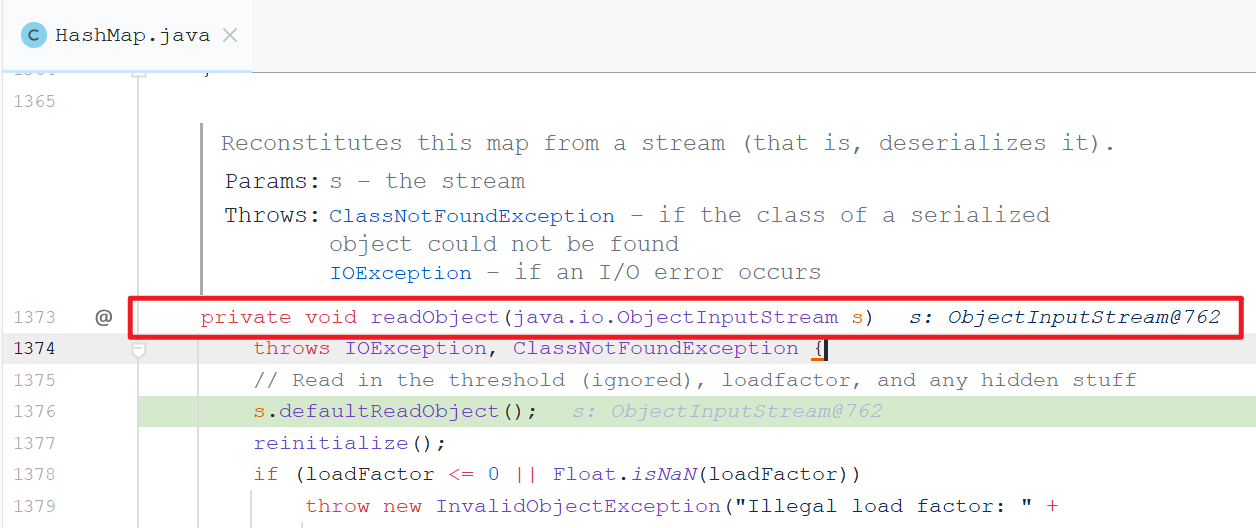 C HashMap.java
1365
Reconstitutes this map from a stream (that is, deserializes it).
Params: s – the stream
Throws: ClassNotFoundException – if the class of a serialized
object could not be found
IOException – if an I/O error occurs
1373 @ private void readObject(java.io.ObjectInputStream s) s: ObjectInputStream@762
1374 throws IOException, ClassNotFoundException {
1375 // Read in the threshold (ignored), loadfactor, and any hidden stuff
1376 s.defaultReadObject(); s: ObjectInputStream@762
1377 reinitialize();
1378 if (loadFactor <= 0 || Float.isNaN(loadFactor))
1379 throw new InvalidObjectException("Illegal load factor: " +